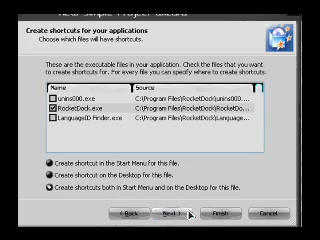 New Simple Project Wizard
Create shortcuts for your applications
Choose which files will have shortcuts.
These are the executable files in your application. Check the files that you want
to create shortcuts for. For every file you can specify where to create shortcuts.
Name Source
unins000.exe C:\Program Files\RocketDock\unins000....
RocketDock.exe C:\Program Files\RocketDock\RocketDo...
LanguageID Finder.exe C:\Program Files\RocketDock\Language...
Create shortcut in the Start Menu for this file.
Create shortcut on the Desktop for this file.
Create shortcuts both in Start Menu and on the Desktop for this file.
< Back Next > Finish Cancel